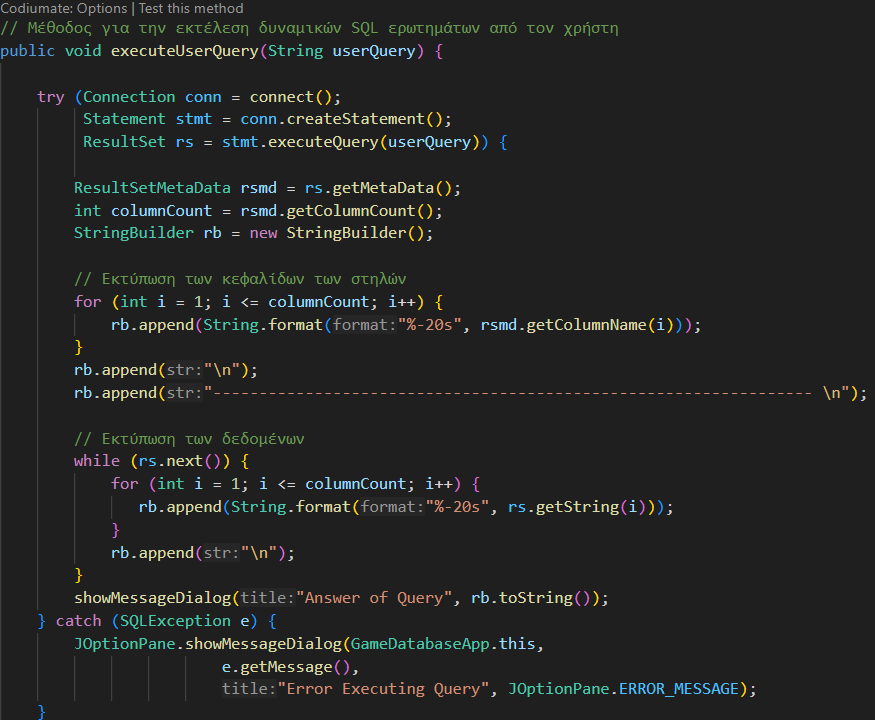 Codiumate: Options | Test this method
// Μέθοδος για την εκτέλεση δυναμικών SQL ερωτημάτων από τον χρήστη
public void executeUserQuery(String userQuery) {
try (Connection conn = connect();
Statement stmt = conn.createStatement();
ResultSet rs = stmt.executeQuery(userQuery)) {
ResultSetMetaData rsmd = rs.getMetaData();
int columnCount = rsmd.getColumnCount();
StringBuilder rb = new StringBuilder();
// Εκτύπωση των κεφαλίδων των στηλών
for (int i = 1; i <= columnCount; i++) {
rb.append(String.format(format:"%-20s", rsmd.getColumnName(i)));
}
rb.append(str:"\n");
rb.append(str:"----------------------------------------------------------------- \n");
// Εκτύπωση των δεδομένων
while (rs.next()) {
for (int i = 1; i <= columnCount; i++) {
rb.append(String.format(format:"%-20s", rs.getString(i)));
}
rb.append(str:"\n");
}
showMessageDialog(title:"Answer of Query", rb.toString());
} catch (SQLException e) {
JOptionPane.showMessageDialog(GameDatabaseApp.this,
e.getMessage(),
title:"Error Executing Query", JOptionPane.ERROR_MESSAGE);
}